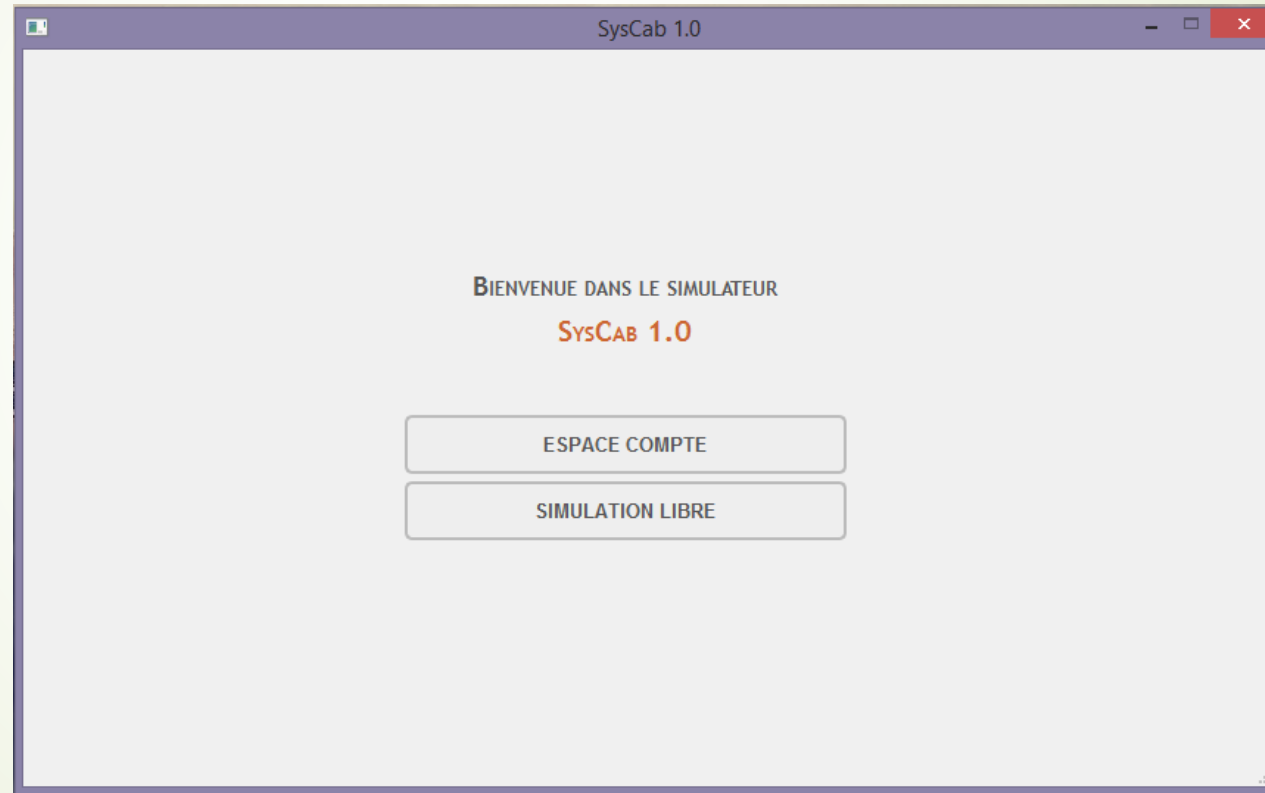 SysCab 1.0
Bienvenue dans le simulateur
SysCab 1.0
ESPACE COMPTE
SIMULATION LIBRE